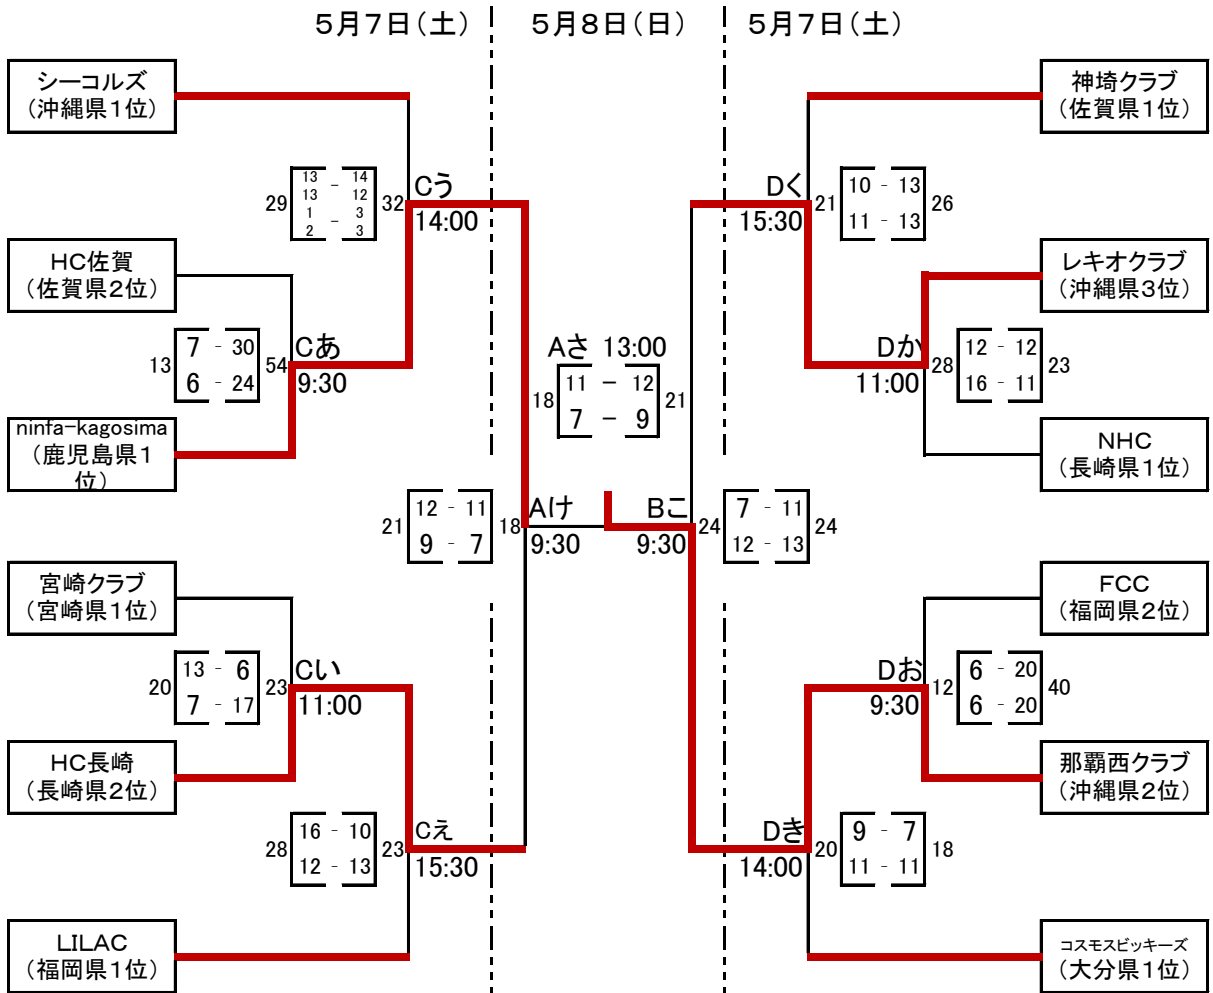 5月7日(土)
5月8日(日)
5月7日(土)
シーコルズ
(沖縄県1位)
神埼クラブ
(佐賀県1位)
29
13 - 14
13 12
1 - 3
2 3
32
Cう
14:00
Dく
15:30
21
10 - 13
11 - 13
26
HC佐賀
(佐賀県2位)
レキオクラブ
(沖縄県3位)
13
7 - 30
6 - 24
54
Cあ
9:30
Aさ 13:00
18
11 - 12
7 - 9
21
Dか
11:00
28
12 - 12
16 - 11
23
ninfa-kagosima
(鹿児島県1
位)
NHC
(長崎県1位)
21
12 - 11
9 - 7
18
Aけ
9:30
Bこ
9:30
24
7 - 11
12 - 13
24
宮崎クラブ
(宮崎県1位)
FCC
(福岡県2位)
20
13 - 6
7 - 17
23
Cい
11:00
Dお
9:30
12
6 - 20
6 - 20
40
HC長崎
(長崎県2位)
那覇西クラブ
(沖縄県2位)
28
16 - 10
12 - 13
23
Cえ
15:30
Dき
14:00
20
9 - 7
11 - 11
18
LILAC
(福岡県1位)
コスモスビッキーズ
(大分県1位)